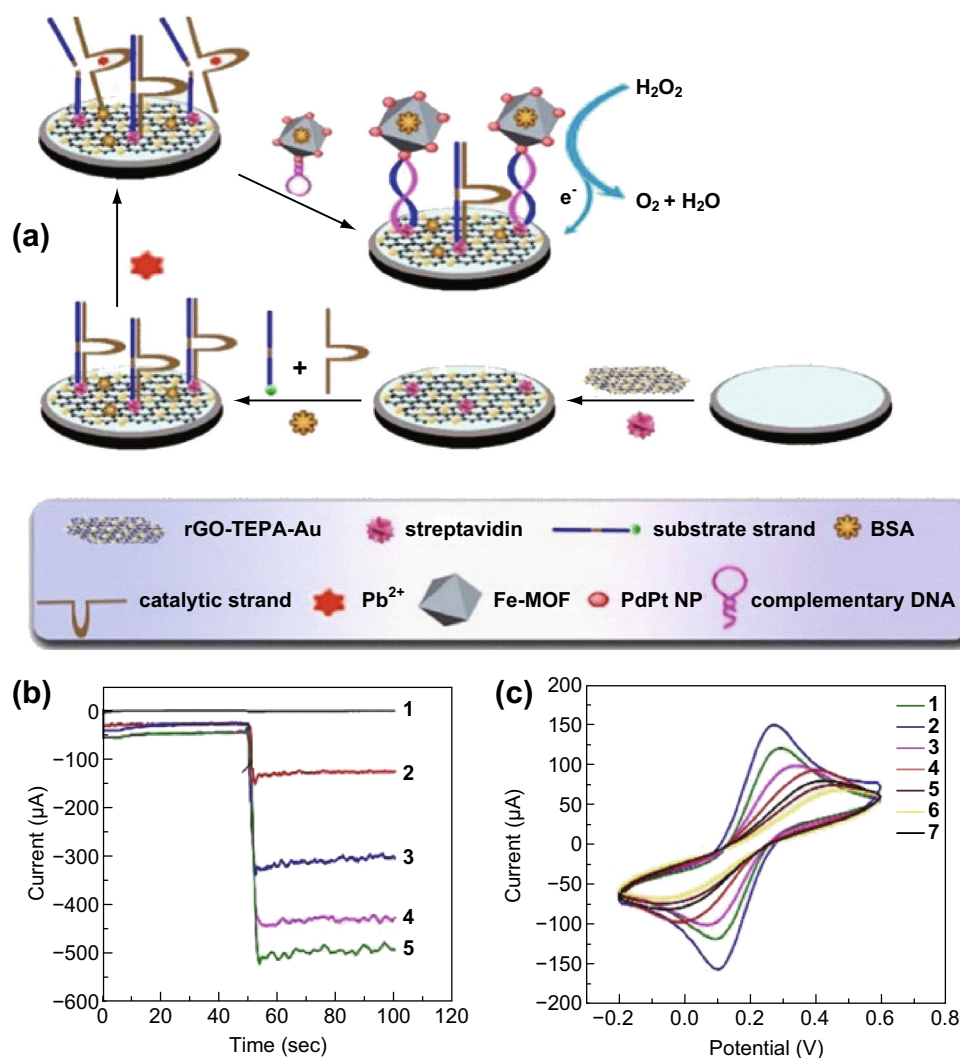 (a)
H₂O₂
e⁻
O₂ + H₂O
+
rGO-TEPA-Au
streptavidin
substrate strand
BSA
catalytic strand
Pb²⁺
Fe-MOF
PdPt NP
complementary DNA
(b)
0
−100
−200
−300
−400
−500
−600
Current (µA)
1
2
3
4
5
0 20 40 60 80 100 120
Time (sec)
(c)
200
150
100
50
0
−50
−100
−150
−200
Current (µA)
1
2
3
4
5
6
7
−0.2 0.0 0.2 0.4 0.6 0.8
Potential (V)